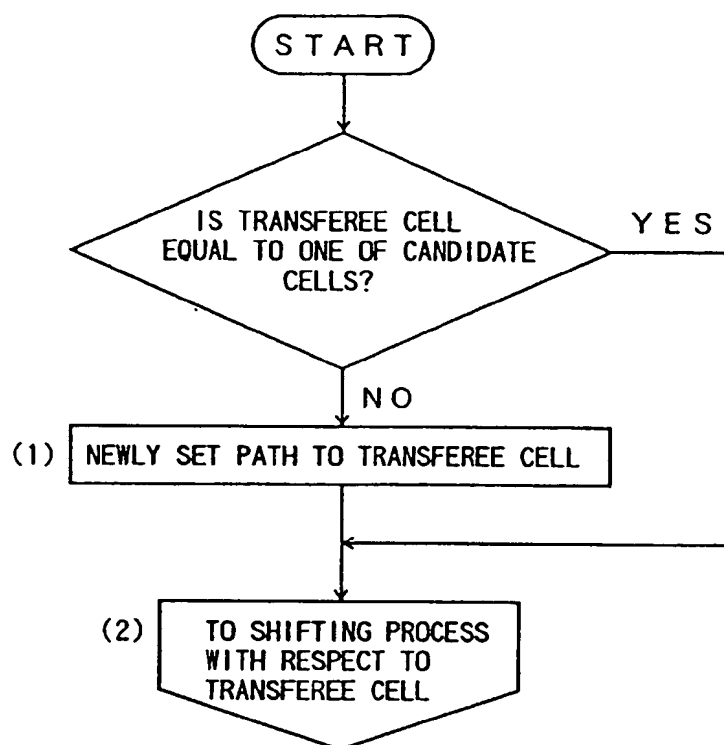 START
IS TRANSFEREE CELL
EQUAL TO ONE OF CANDIDATE
CELLS?
YES
NO
(1) NEWLY SET PATH TO TRANSFEREE CELL
(2) TO SHIFTING PROCESS
WITH RESPECT TO
TRANSFEREE CELL